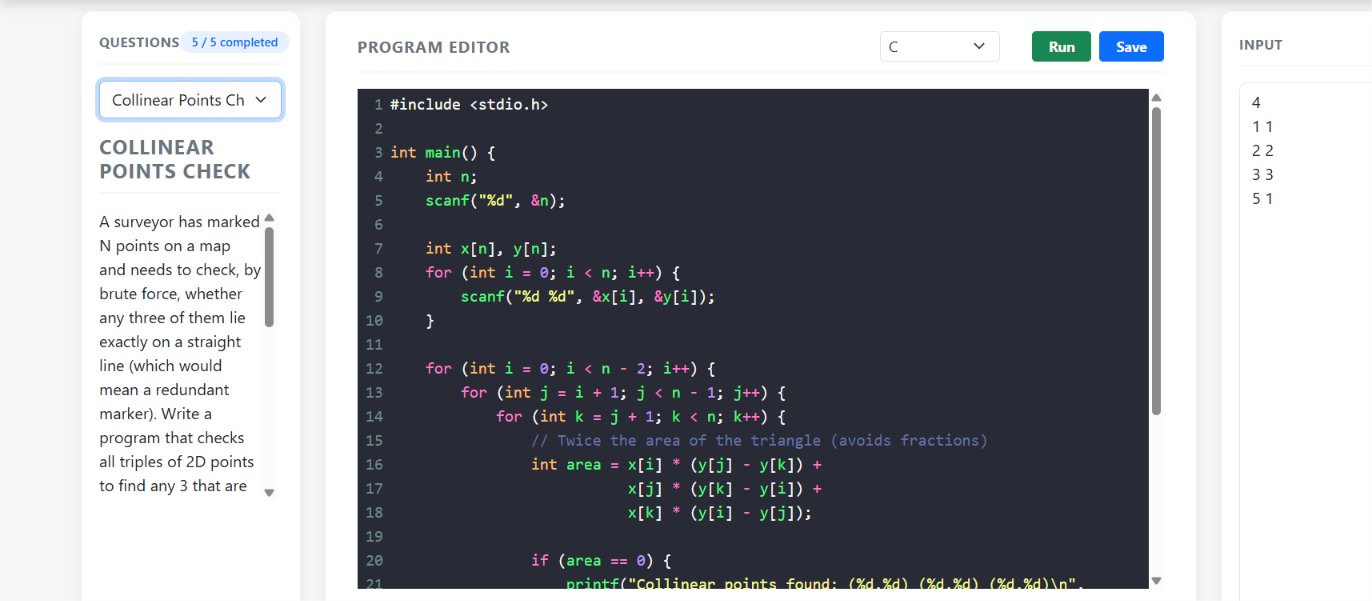 QUESTIONS 5 / 5 completed
Collinear Points Ch
COLLINEAR
POINTS CHECK
A surveyor has marked
N points on a map
and needs to check, by
brute force, whether
any three of them lie
exactly on a straight
line (which would
mean a redundant
marker). Write a
program that checks
all triples of 2D points
to find any 3 that are
PROGRAM EDITOR
C
Run
Save
1 #include <stdio.h>
2
3 int main() {
4     int n;
5     scanf("%d", &n);
6
7     int x[n], y[n];
8     for (int i = 0; i < n; i++) {
9         scanf("%d %d", &x[i], &y[i]);
10     }
11
12     for (int i = 0; i < n - 2; i++) {
13         for (int j = i + 1; j < n - 1; j++) {
14             for (int k = j + 1; k < n; k++) {
15                 // Twice the area of the triangle (avoids fractions)
16                 int area = x[i] * (y[j] - y[k]) +
17                            x[j] * (y[k] - y[i]) +
18                            x[k] * (y[i] - y[j]);
19
20                 if (area == 0) {
21                     printf("Collinear points found: (%d,%d) (%d,%d) (%d,%d)\n",
INPUT
4
1 1
2 2
3 3
5 1